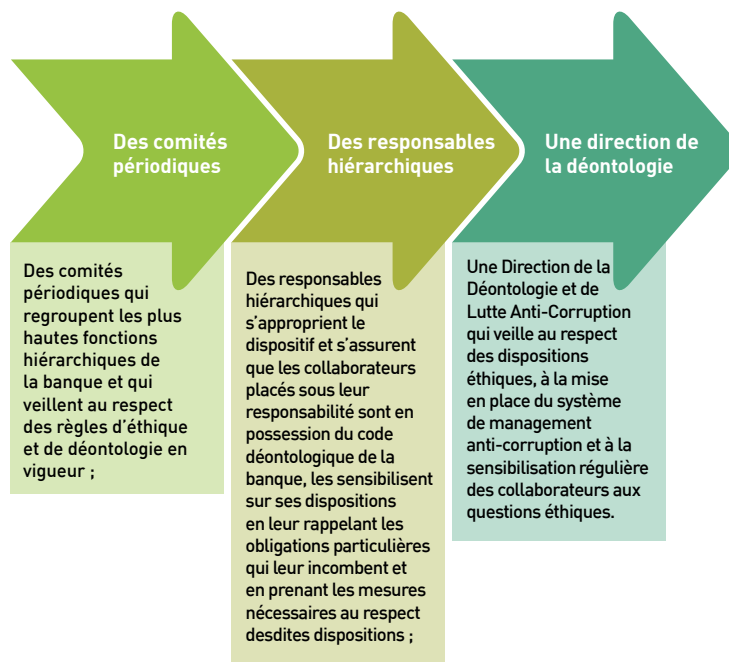 Des comités
périodiques
Des responsables
hiérarchiques
Une direction de
la déontologie
Des comités
périodiques qui
regroupent les plus
hautes fonctions
hiérarchiques de
la banque et qui
veillent au respect
des règles d’éthique
et de déontologie en
vigueur ;
Des responsables
hiérarchiques qui
s’approprient le
dispositif et s’assurent
que les collaborateurs
placés sous leur
responsabilité sont en
possession du code
déontologique de la
banque, les sensibilisent
sur ses dispositions
en leur rappelant les
obligations particulières
qui leur incombent et
en prenant les mesures
nécessaires au respect
desdites dispositions ;
Une Direction de la
Déontologie et de
Lutte Anti-Corruption
qui veille au respect
des dispositions
éthiques, à la mise
en place du système
de management
anti-corruption et à la
sensibilisation régulière
des collaborateurs aux
questions éthiques.